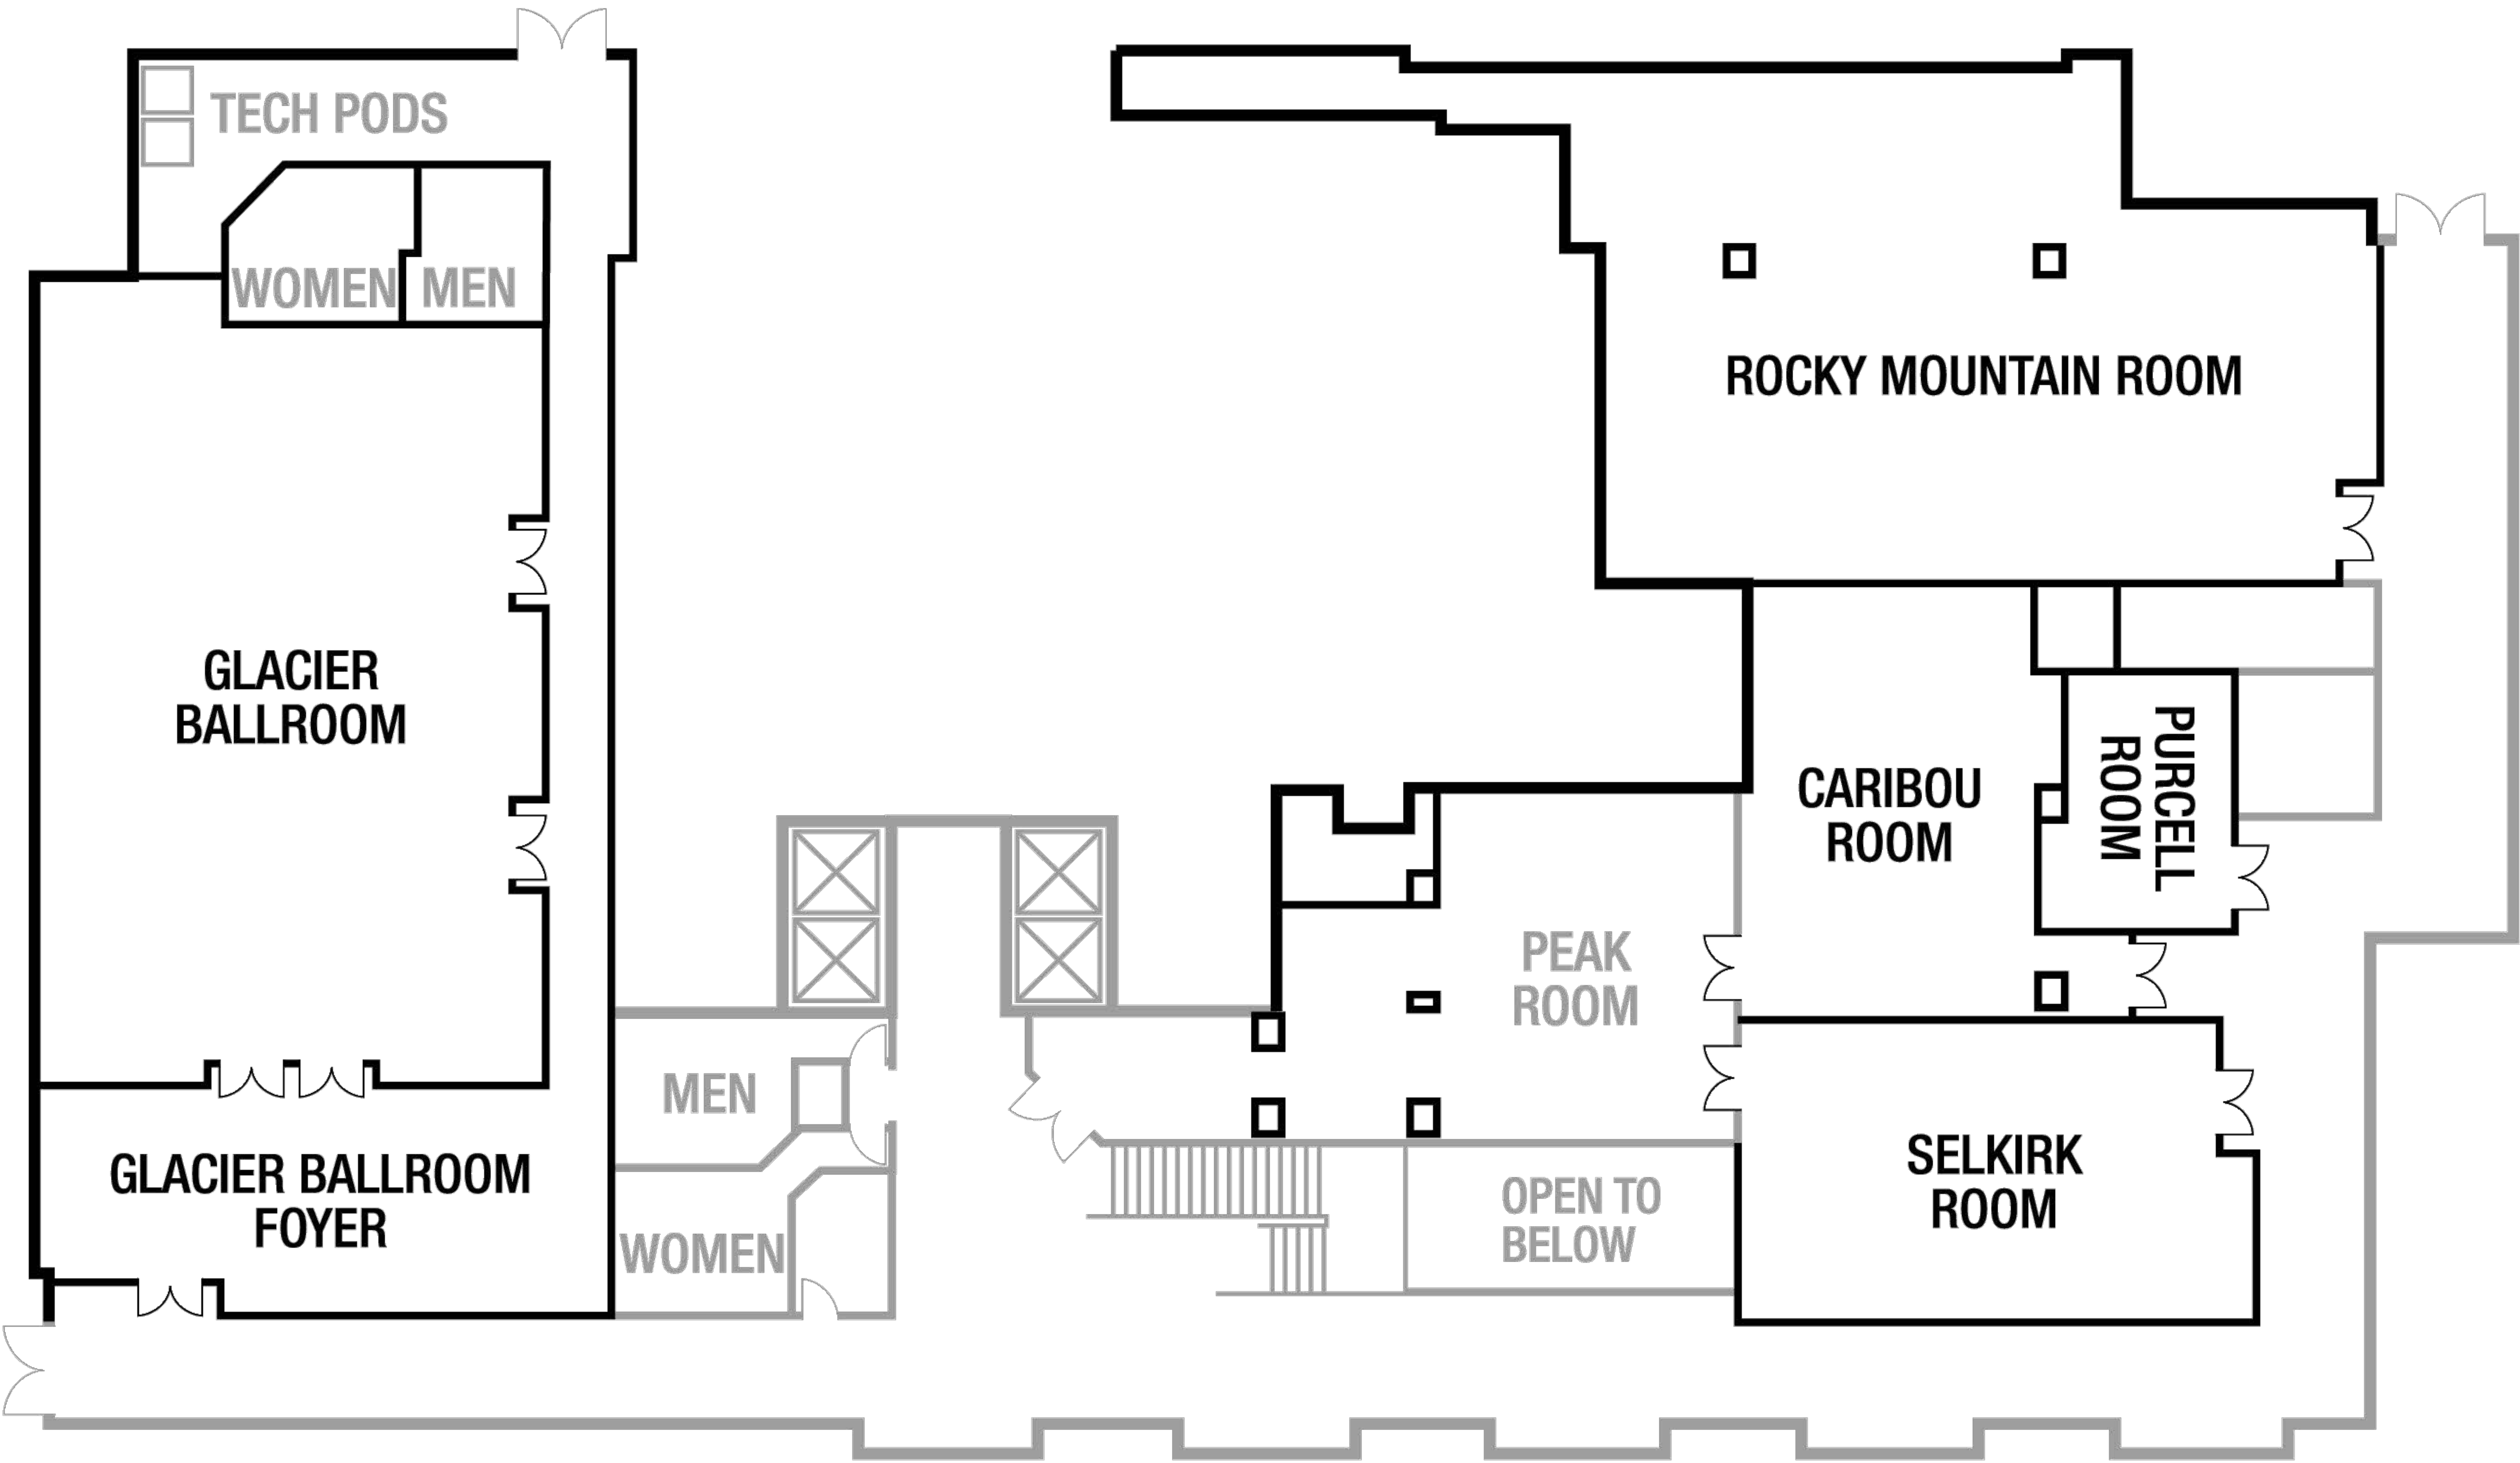 TECH PODS
WOMEN
MEN
ROCKY MOUNTAIN ROOM
GLACIER
BALLROOM
CARIBOU
ROOM
PURCELL
ROOM
PEAK
ROOM
MEN
WOMEN
GLACIER BALLROOM
FOYER
OPEN TO
BELOW
SELKIRK
ROOM